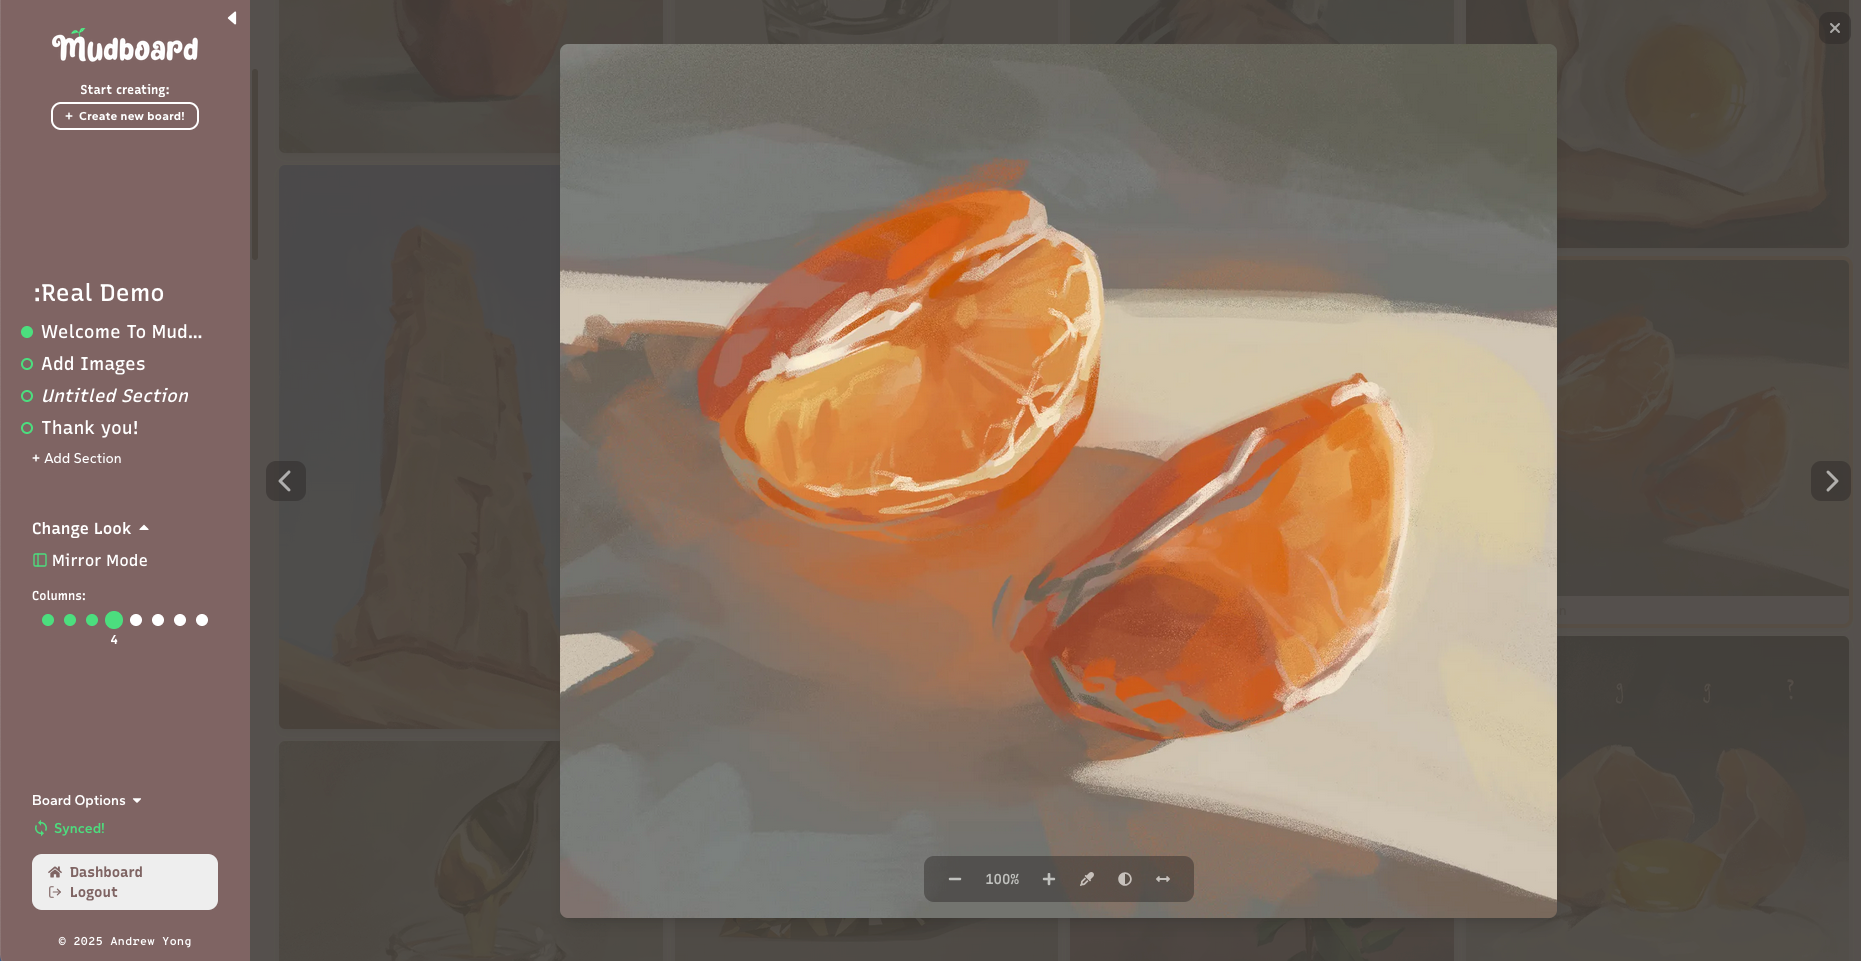 Mudboard
Start creating:
+ Create new board!
:Real Demo
Welcome To Mud...
Add Images
Untitled Section
Thank you!
+ Add Section
Change Look
Mirror Mode
Columns:
4
Board Options
Synced!
Dashboard
Logout
© 2025 Andrew Yong
100%